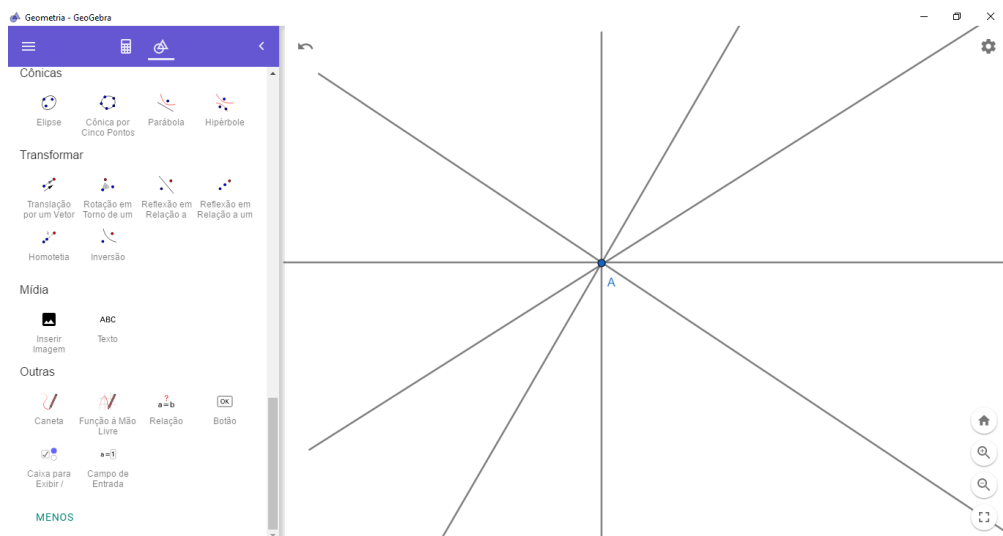 Geometria - GeoGebra
Cônicas
Elipse
Cônica por
Cinco Pontos
Parábola
Hipérbole
Transformar
Translação
por um Vetor
Rotação em
Torno de um
Reflexão em
Relação a
Reflexão em
Relação a um
Homotetia
Inversão
Mídia
Inserir
Imagem
ABC
Texto
Outras
Caneta
Função à Mão
Livre
?
a=b
Relação
OK
Botão
Caixa para
Exibir /
a=1
Campo de
Entrada
MENOS
A